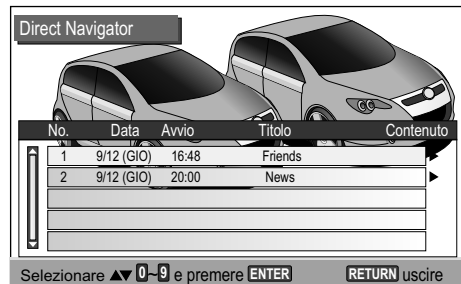 Direct Navigator
No. Data Avvio Titolo Contenuto
1 9/12 (GIO) 16:48 Friends ►
2 9/12 (GIO) 20:00 News ►
Selezionare ▲▼ 0~9 e premere ENTER RETURN uscire